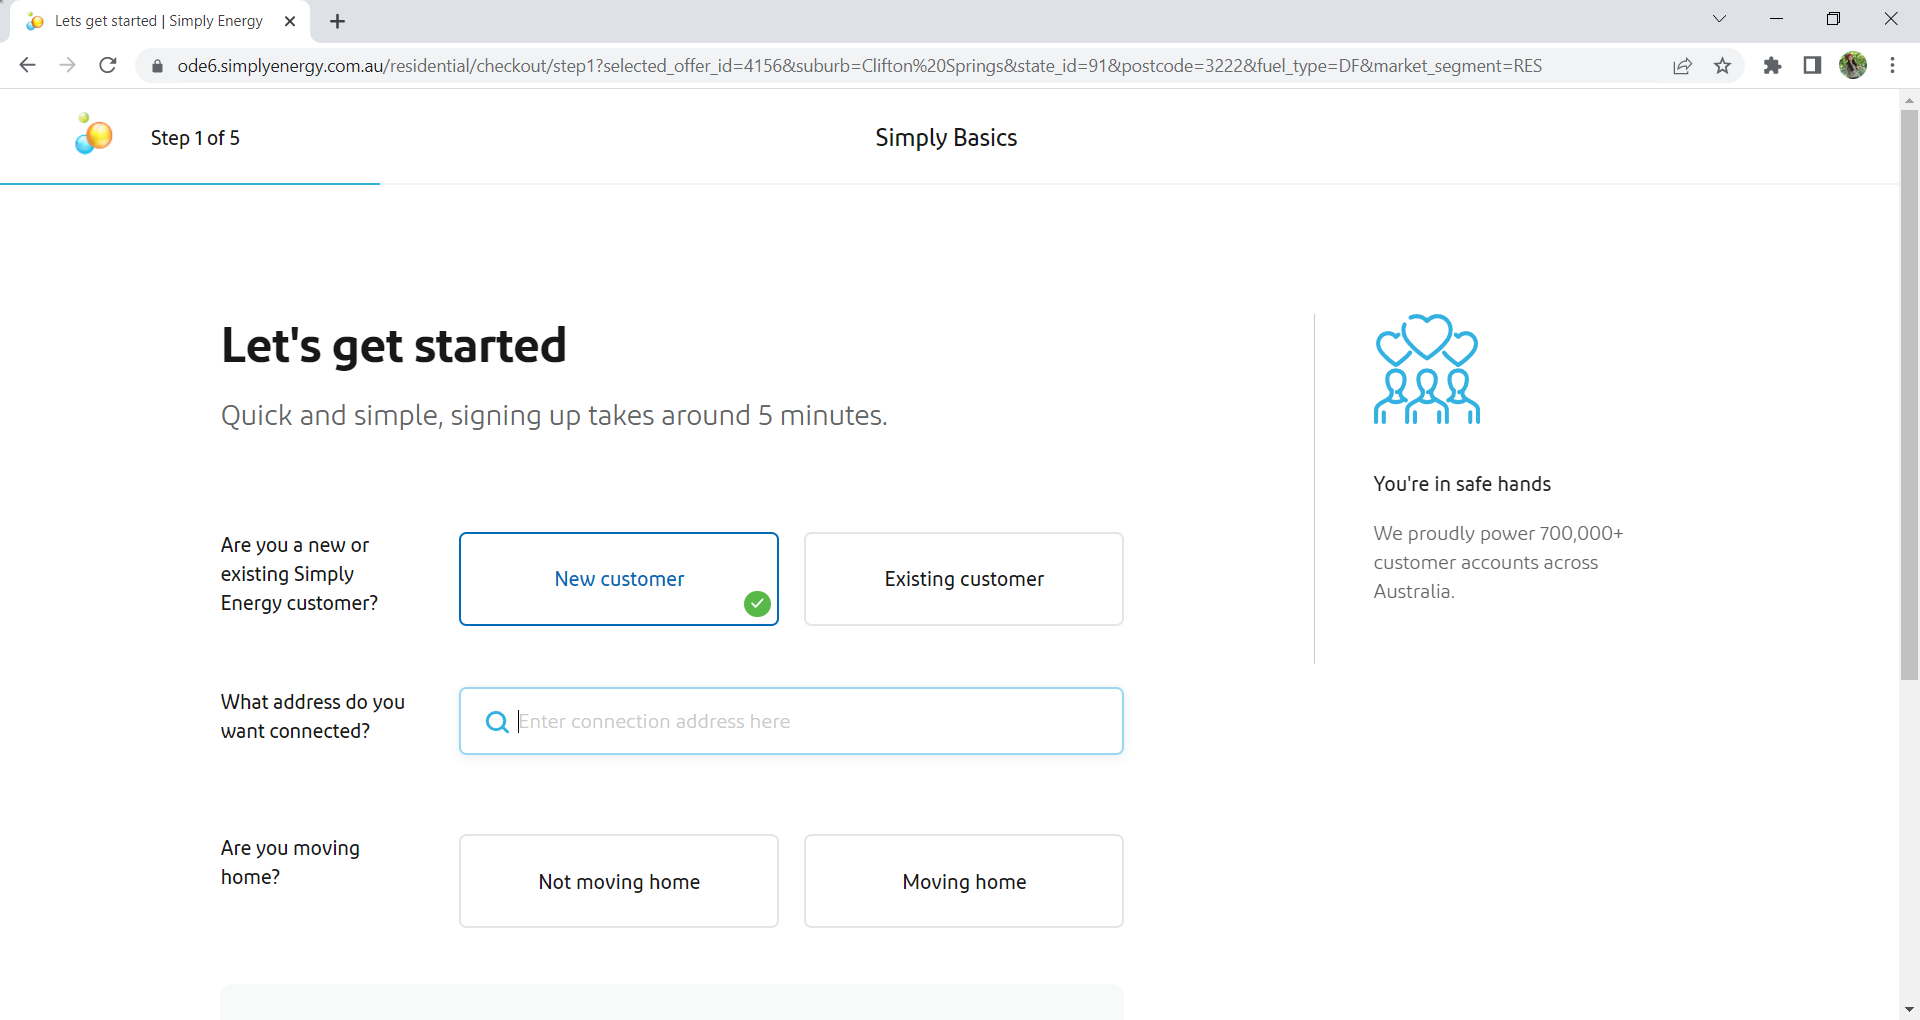 Lets get started | Simply Energy
ode6.simplyenergy.com.au/residential/checkout/step1?selected_offer_id=4156&suburb=Clifton%20Springs&state_id=91&postcode=3222&fuel_type=DF&market_segment=RES
Step 1 of 5
Simply Basics
Let's get started
Quick and simple, signing up takes around 5 minutes.
Are you a new or
existing Simply
Energy customer?
New customer
Existing customer
What address do you
want connected?
Enter connection address here
Are you moving
home?
Not moving home
Moving home
You're in safe hands
We proudly power 700,000+
customer accounts across
Australia.